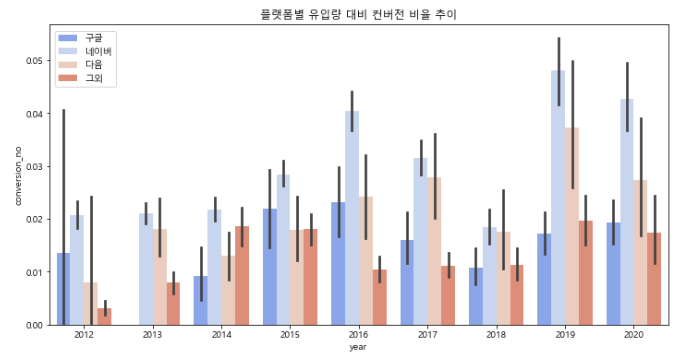 플랫폼별 유입량 대비 컨버전 비율 추이
구글
네이버
다음
그외
0.05
0.04
0.03
0.02
0.01
0.00
conversion_no
2012 2013 2014 2015 2016 2017 2018 2019 2020
year